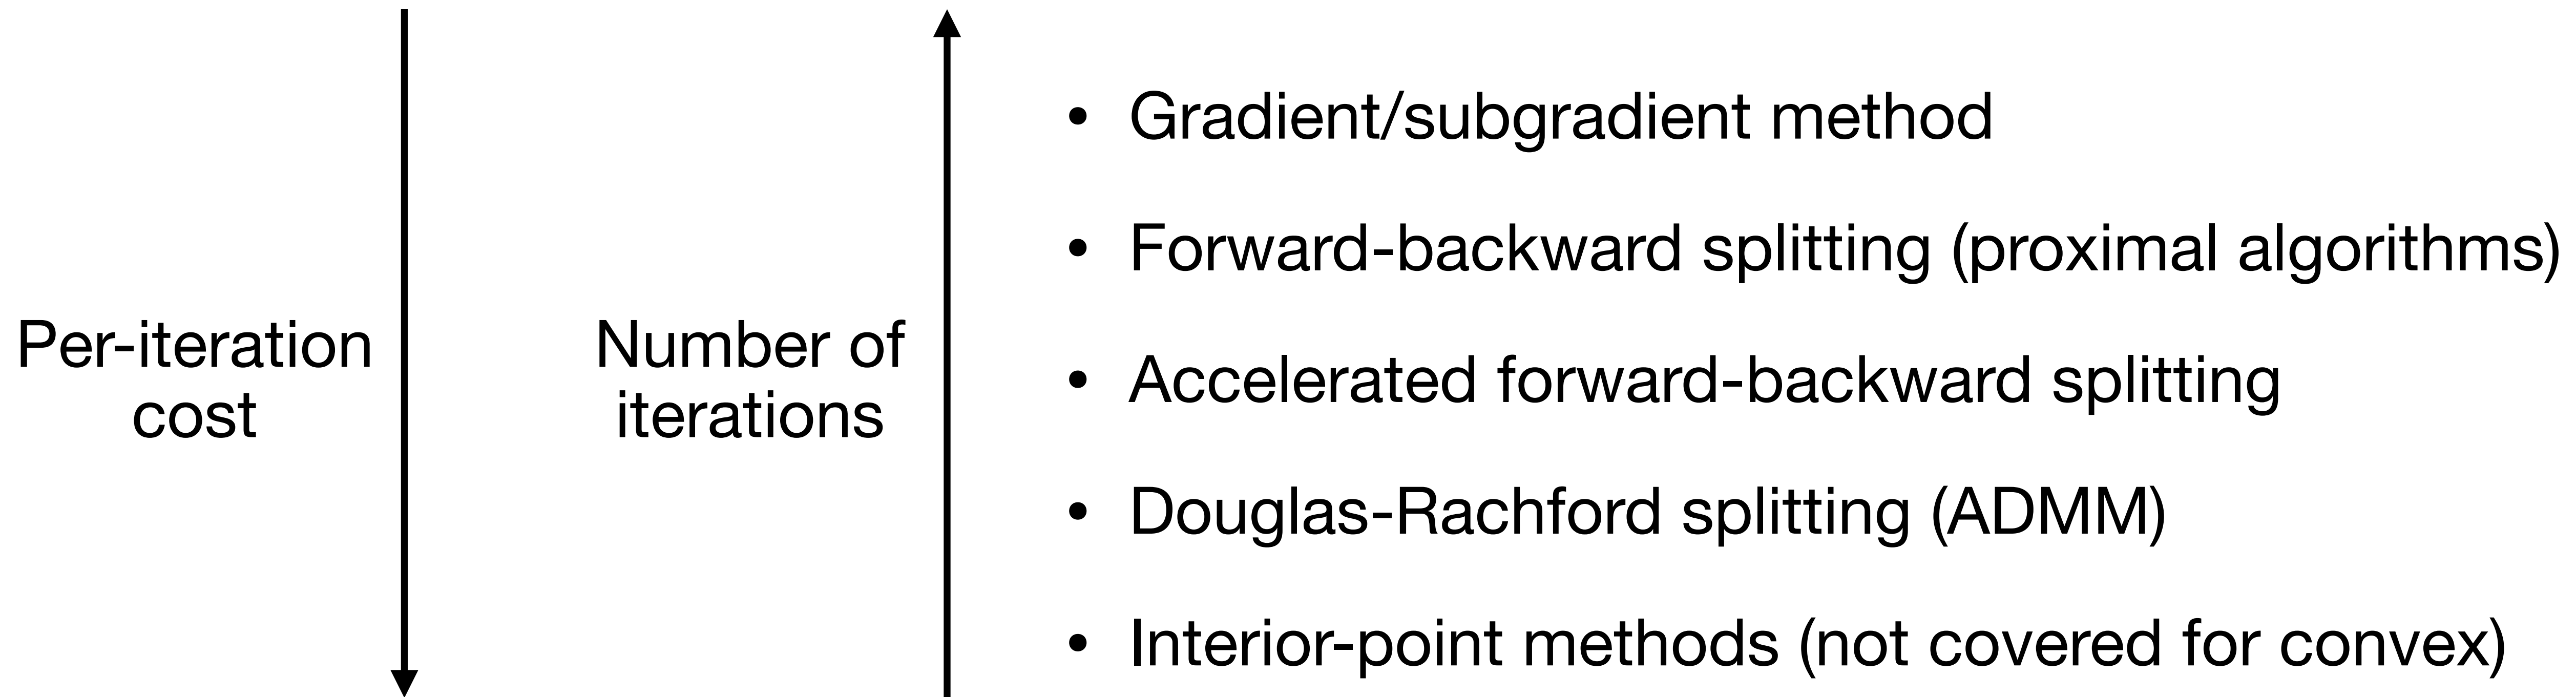 Per-iteration
cost
Number of
iterations
• Gradient/subgradient method
• Forward-backward splitting (proximal algorithms)
• Accelerated forward-backward splitting
• Douglas-Rachford splitting (ADMM)
• Interior-point methods (not covered for convex)